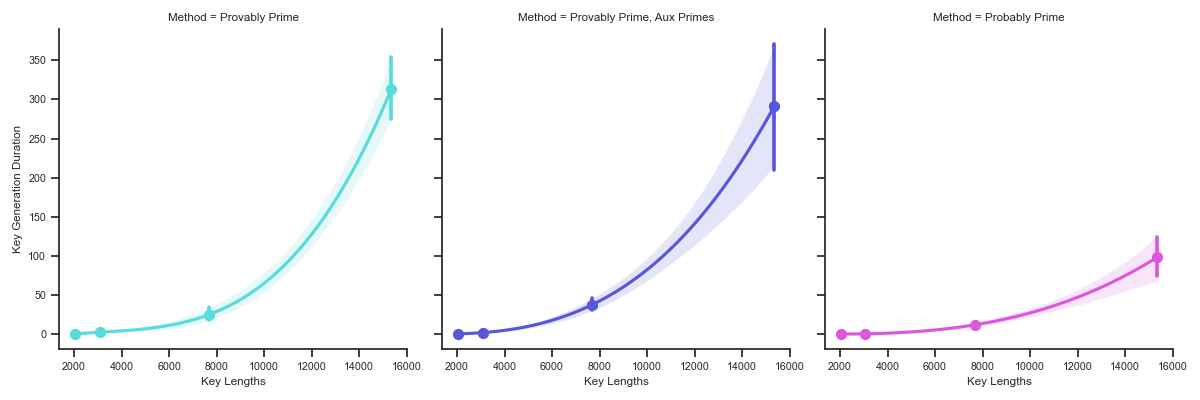 Method = Provably Prime
Method = Provably Prime, Aux Primes
Method = Probably Prime
Key Generation Duration
350
300
250
200
150
100
50
0
2000 4000 6000 8000 10000 12000 14000 16000
2000 4000 6000 8000 10000 12000 14000 16000
2000 4000 6000 8000 10000 12000 14000 16000
Key Lengths
Key Lengths
Key Lengths